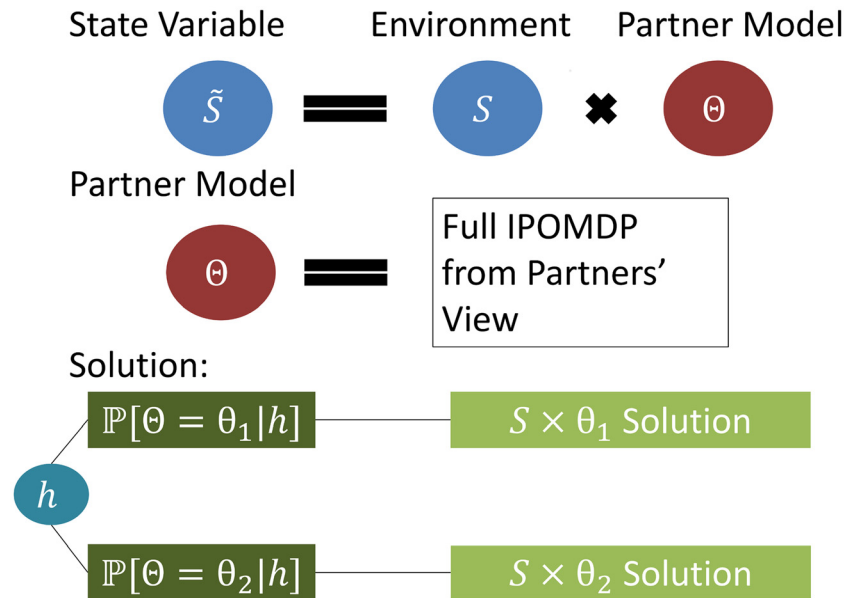 State Variable Environment Partner Model
S̃ = S × Θ
Partner Model
Θ = Full IPOMDP
from Partners'
View
Solution:
ℙ[Θ = θ₁|h] S × θ₁ Solution
h
ℙ[Θ = θ₂|h] S × θ₂ Solution